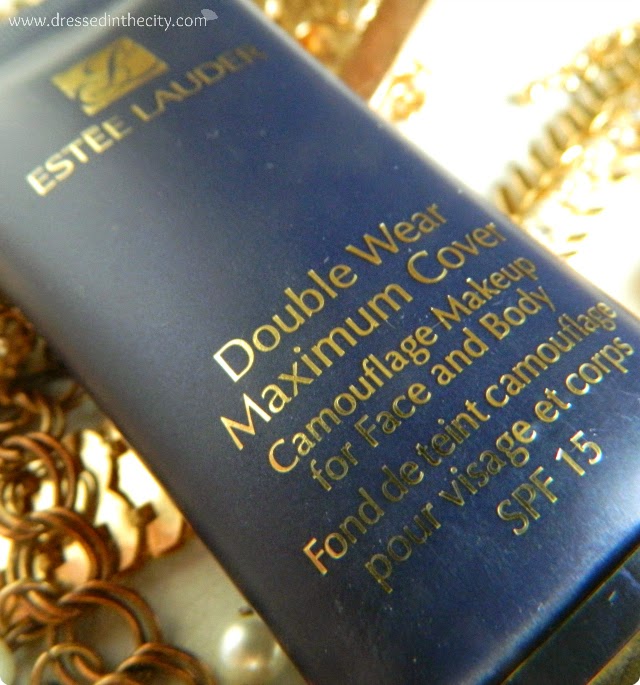 www.dressedinthecity.com
ESTĒE LAUDER
Double Wear
Maximum Cover
Camouflage Makeup
for Face and Body
Fond de teint camouflage
pour visage et corps
SPF 15